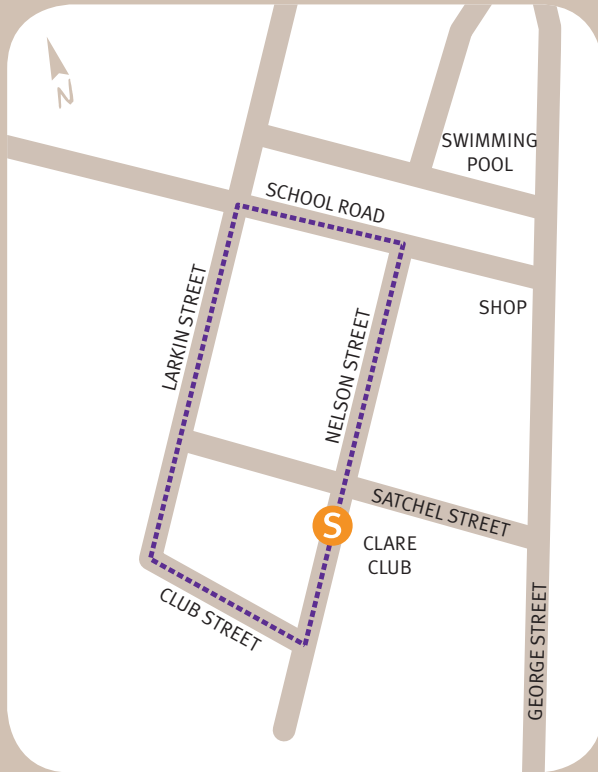 N
SWIMMING
POOL
SCHOOL ROAD
SHOP
LARKIN STREET
NELSON STREET
SATCHEL STREET
S
CLARE
CLUB
CLUB STREET
GEORGE STREET